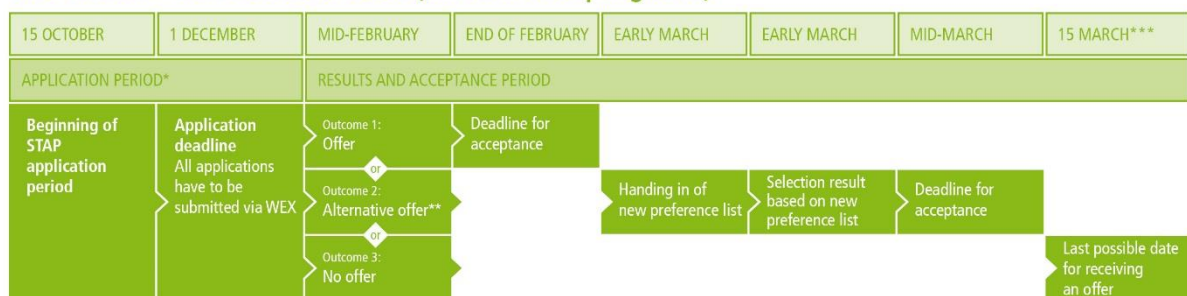 15 OCTOBER
1 DECEMBER
MID-FEBRUARY
END OF FEBRUARY
EARLY MARCH
EARLY MARCH
MID-MARCH
15 MARCH***
APPLICATION PERIOD*
RESULTS AND ACCEPTANCE PERIOD
Beginning of
STAP
application
period
Application
deadline
All applications
have to be
submitted via WEX
Outcome 1:
Offer
or
Outcome 2:
Alternative offer**
or
Outcome 3:
No offer
Deadline for
acceptance
Handing in of
new preference list
Selection result
based on new
preference list
Deadline for
acceptance
Last possible date
for receiving
an offer